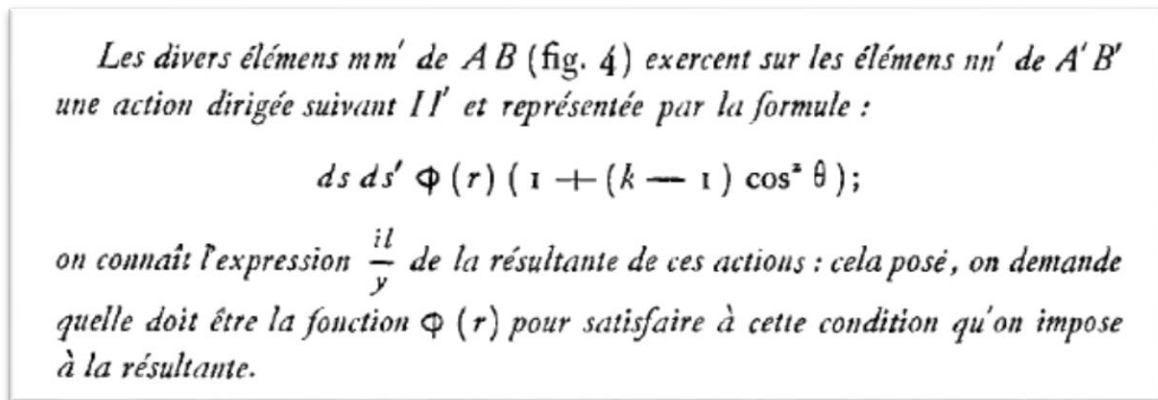 Les divers élémens mm' de AB (fig. 4) exercent sur les élémens nn' de A'B'
une action dirigée suivant II' et représentée par la formule :
ds ds' Φ (r) ( 1 + (k — 1) cos² θ );
on connaît l'expression il/y de la résultante de ces actions : cela posé, on demande
quelle doit être la fonction Φ (r) pour satisfaire à cette condition qu'on impose
à la résultante.